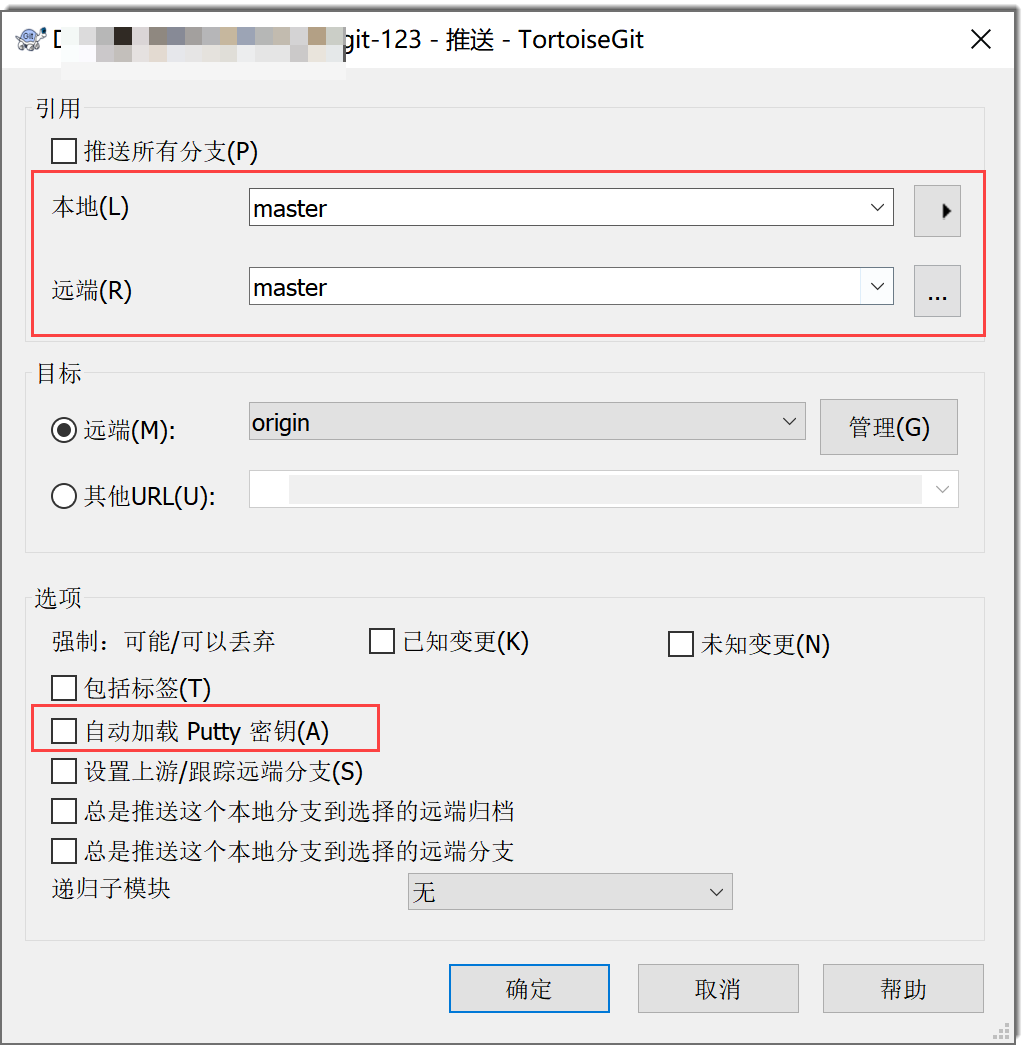 git-123 - 推送 - TortoiseGit
引用
推送所有分支(P)
本地(L) master
远端(R) master ...
目标
远端(M): origin 管理(G)
其他URL(U):
选项
强制：可能/可以丢弃 已知变更(K) 未知变更(N)
包括标签(T)
自动加载 Putty 密钥(A)
设置上游/跟踪远端分支(S)
总是推送这个本地分支到选择的远端归档
总是推送这个本地分支到选择的远端分支
递归子模块 无
确定 取消 帮助